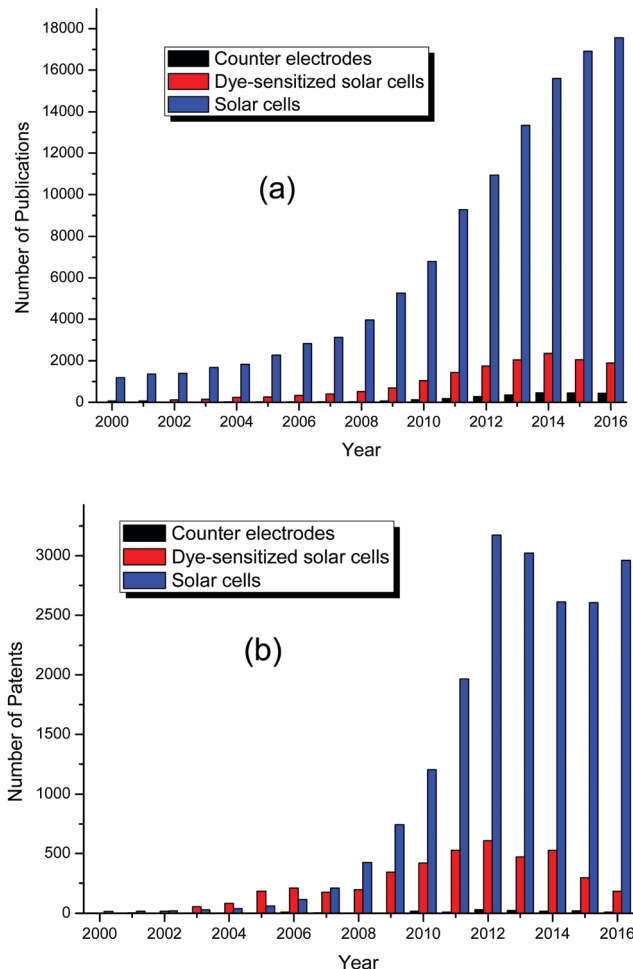 18000
16000
14000
12000
10000
8000
6000
4000
2000
0
Number of Publications
Counter electrodes
Dye-sensitized solar cells
Solar cells
(a)
2000 2002 2004 2006 2008 2010 2012 2014 2016
Year
3000
2500
2000
1500
1000
500
0
Number of Patents
Counter electrodes
Dye-sensitized solar cells
Solar cells
(b)
2000 2002 2004 2006 2008 2010 2012 2014 2016
Year